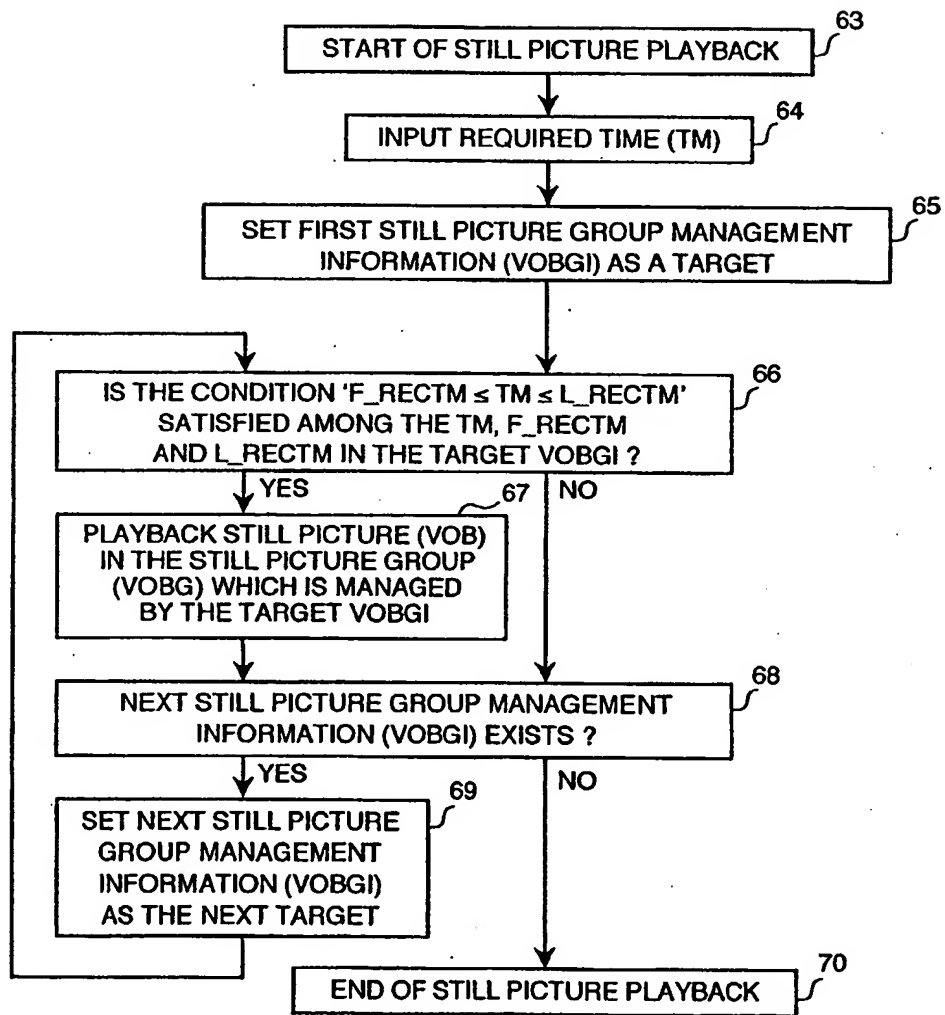 63
START OF STILL PICTURE PLAYBACK
64
INPUT REQUIRED TIME (TM)
65
SET FIRST STILL PICTURE GROUP MANAGEMENT
INFORMATION (VOBGI) AS A TARGET
66
IS THE CONDITION 'F_RECTM ≤ TM ≤ L_RECTM'
SATISFIED AMONG THE TM, F_RECTM
AND L_RECTM IN THE TARGET VOBGI ?
YES
NO
67
PLAYBACK STILL PICTURE (VOB)
IN THE STILL PICTURE GROUP
(VOBG) WHICH IS MANAGED
BY THE TARGET VOBGI
68
NEXT STILL PICTURE GROUP MANAGEMENT
INFORMATION (VOBGI) EXISTS ?
YES
NO
69
SET NEXT STILL PICTURE
GROUP MANAGEMENT
INFORMATION (VOBGI)
AS THE NEXT TARGET
70
END OF STILL PICTURE PLAYBACK